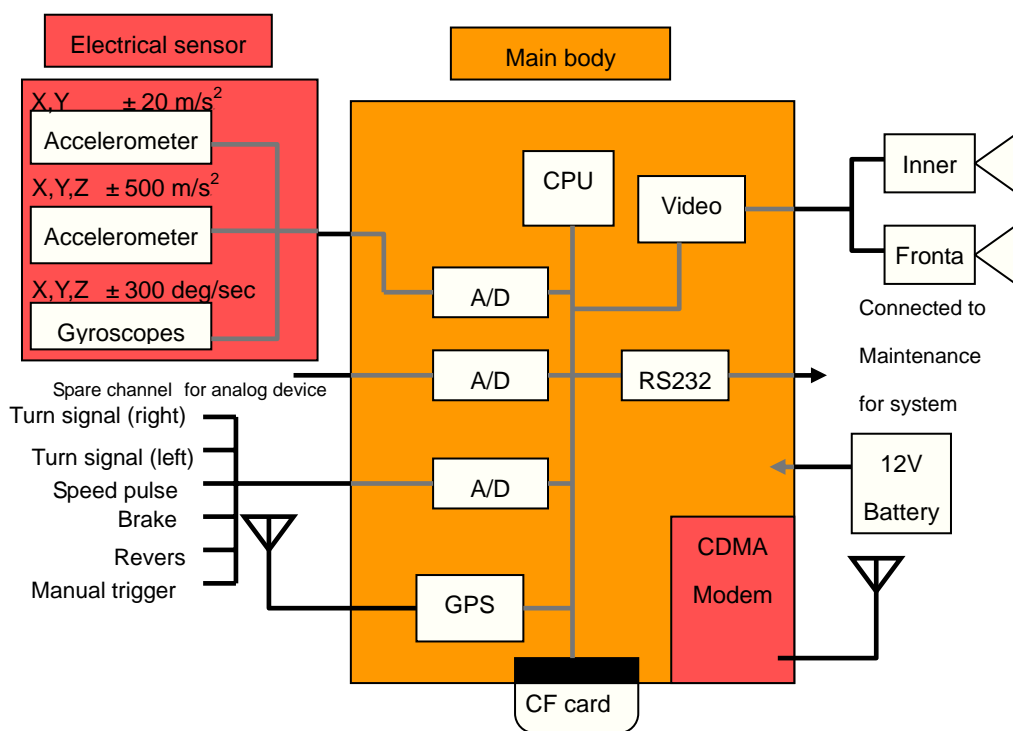 Electrical sensor
Main body
X,Y ± 20 m/s²
Accelerometer
X,Y,Z ± 500 m/s²
Accelerometer
X,Y,Z ± 300 deg/sec
Gyroscopes
Spare channel for analog device
Turn signal (right)
Turn signal (left)
Speed pulse
Brake
Revers
Manual trigger
CPU
Video
A/D
A/D
RS232
A/D
GPS
CF card
CDMA
Modem
Inner
Fronta
Connected to
Maintenance
for system
12V
Battery